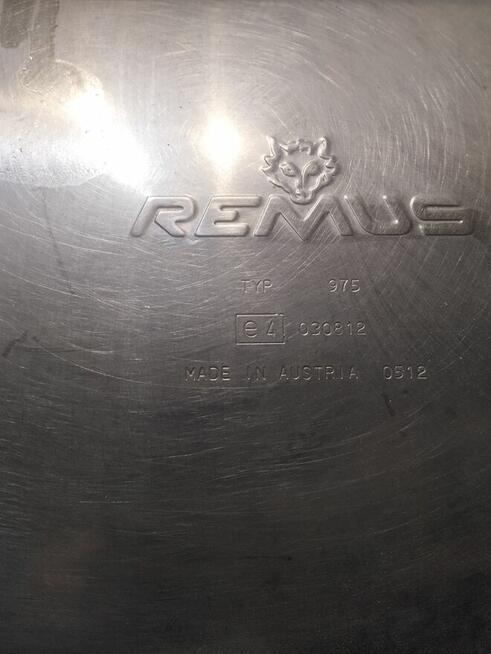 REMUS
TYP 975
e4 030812
MADE IN AUSTRIA 0512